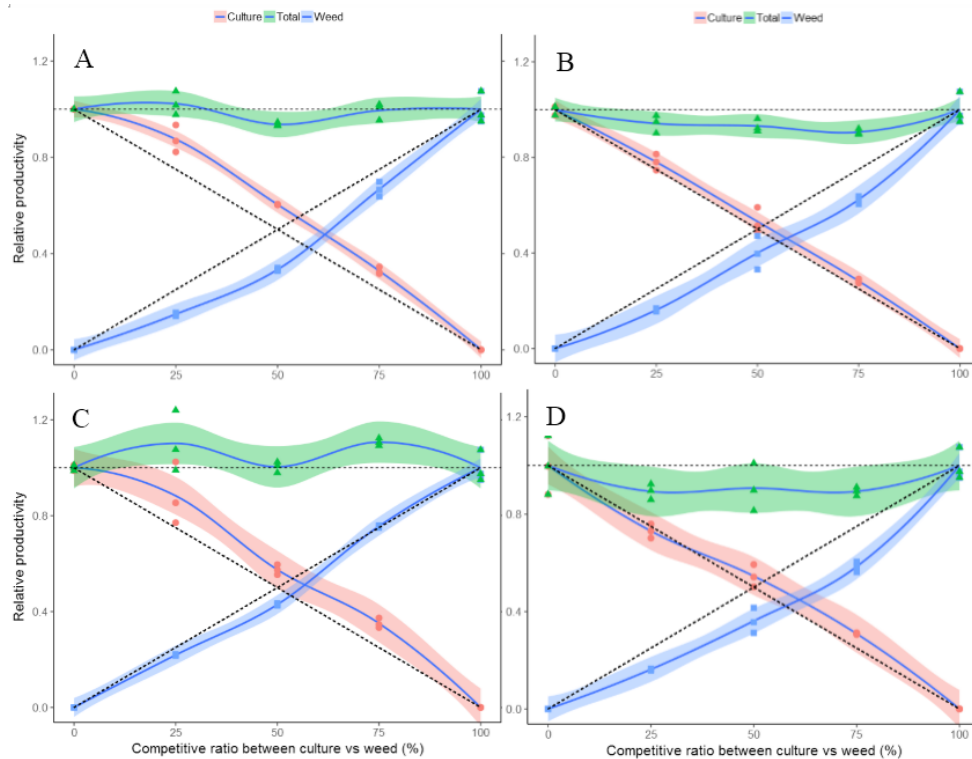 Culture Total Weed
Culture Total Weed
A
B
Relative productivity
1.2
0.8
0.4
0.0
0 25 50 75 100
1.2
0.8
0.4
0.0
0 25 50 75 100
C
D
Relative productivity
1.2
0.8
0.4
0.0
0 25 50 75 100
Competitive ratio between culture vs weed (%)
1.2
0.8
0.4
0.0
0 25 50 75 100
Competitive ratio between culture vs weed (%)